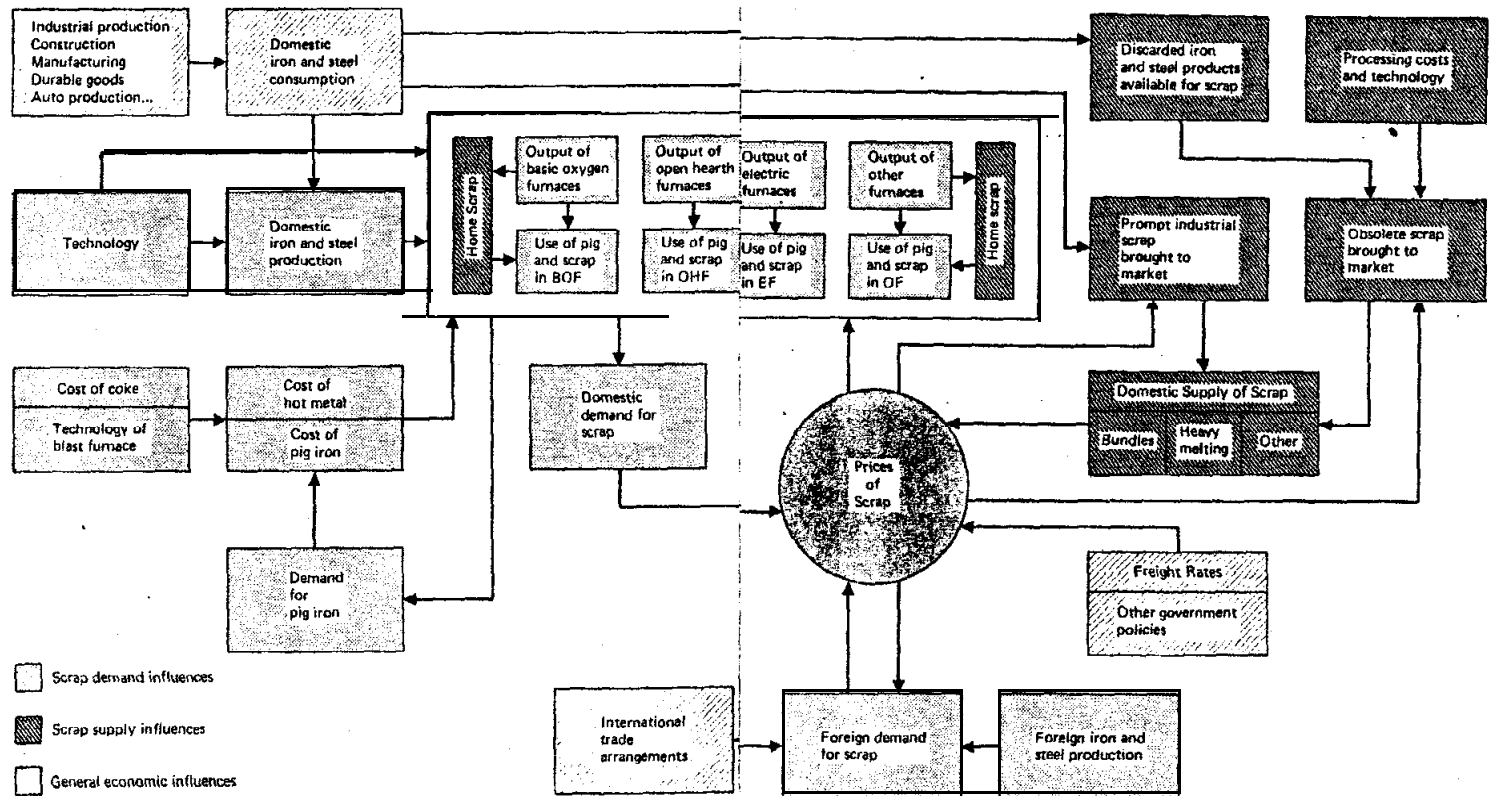 Industrial production
Construction
Manufacturing
Durable goods
Auto production...
Domestic
iron and steel
consumption
Discarded iron
and steel products
available for scrap
Processing costs
and technology
Technology
Domestic
iron and steel
production
Home Scrap
Output of
basic oxygen
furnaces
Use of pig
and scrap
in BOF
Output of
open hearth
furnaces
Use of pig
and scrap
in OHF
Output of
electric
furnaces
Use of pig
and scrap
in EF
Output of
other
furnaces
Use of pig
and scrap
in OF
Home scrap
Prompt industrial
scrap
brought to
market
Obsolete scrap
brought to
market
Cost of coke
Technology of
blast furnace
Cost of
hot metal
Cost of
pig iron
Domestic
demand for
scrap
Prices
of
Scrap
Domestic Supply of Scrap
Bundles
Heavy
melting
Other
Demand
for
pig iron
Freight Rates
Other government
policies
International
trade
arrangements
Foreign demand
for scrap
Foreign iron and
steel production
Scrap demand influences
Scrap supply influences
General economic influences